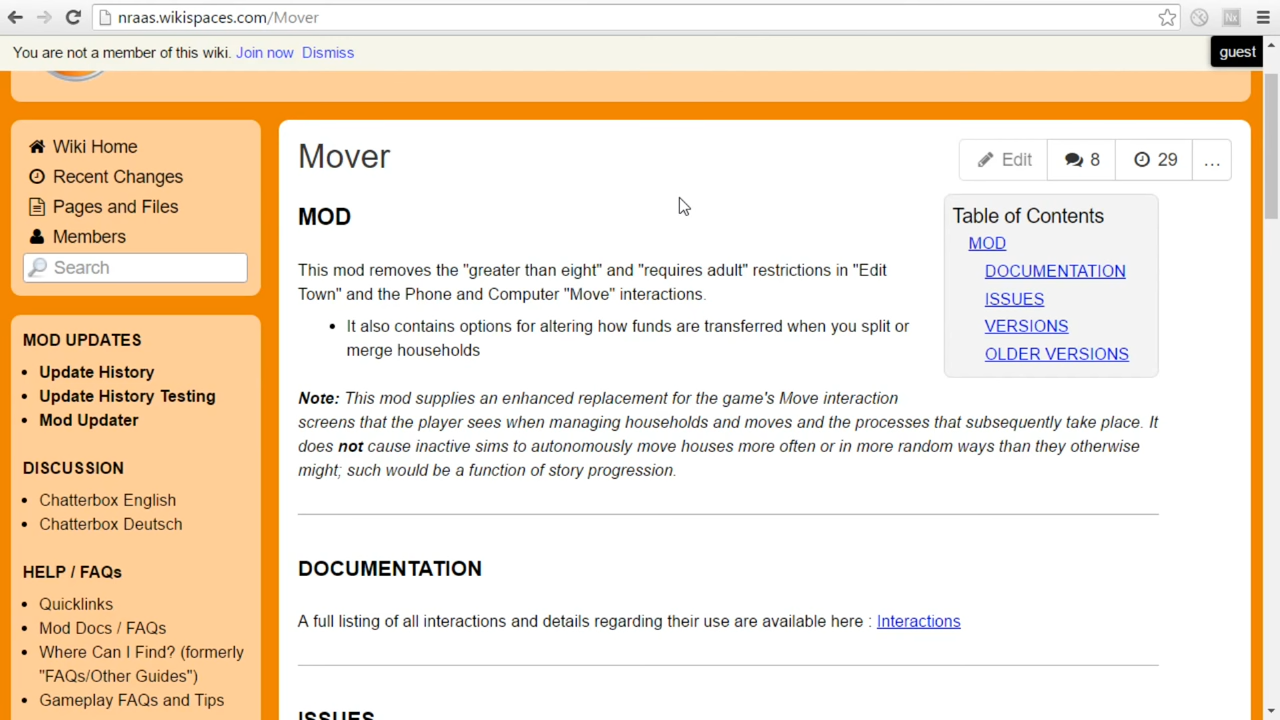 nraas.wikispaces.com/Mover
Nx
You are not a member of this wiki. Join now Dismiss
guest
Wiki Home
Recent Changes
Pages and Files
Members
Search
MOD UPDATES
• Update History
• Update History Testing
• Mod Updater
DISCUSSION
• Chatterbox English
• Chatterbox Deutsch
HELP / FAQs
• Quicklinks
• Mod Docs / FAQs
• Where Can I Find? (formerly
"FAQs/Other Guides")
• Gameplay FAQs and Tips
Mover
Edit
8
29
...
MOD
This mod removes the "greater than eight" and "requires adult" restrictions in "Edit
Town" and the Phone and Computer "Move" interactions.
• It also contains options for altering how funds are transferred when you split or
merge households
Note: This mod supplies an enhanced replacement for the game's Move interaction
screens that the player sees when managing households and moves and the processes that subsequently take place. It
does not cause inactive sims to autonomously move houses more often or in more random ways than they otherwise
might; such would be a function of story progression.
Table of Contents
MOD
DOCUMENTATION
ISSUES
VERSIONS
OLDER VERSIONS
DOCUMENTATION
A full listing of all interactions and details regarding their use are available here : Interactions
ISSUES